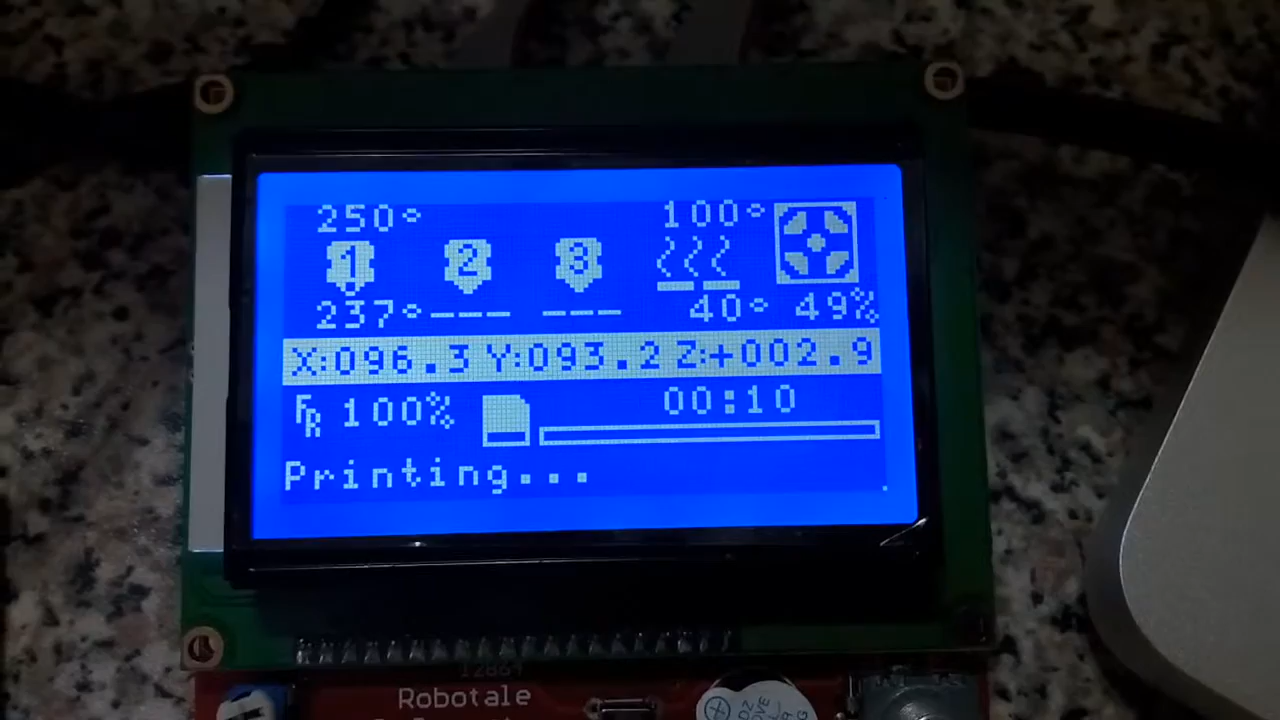 250° 100°
1 2 3
237° --- --- 40° 49%
X:096.3 Y:093.2 Z:+002.9
FR 100% 00:10
Printing...
12864
Robotale